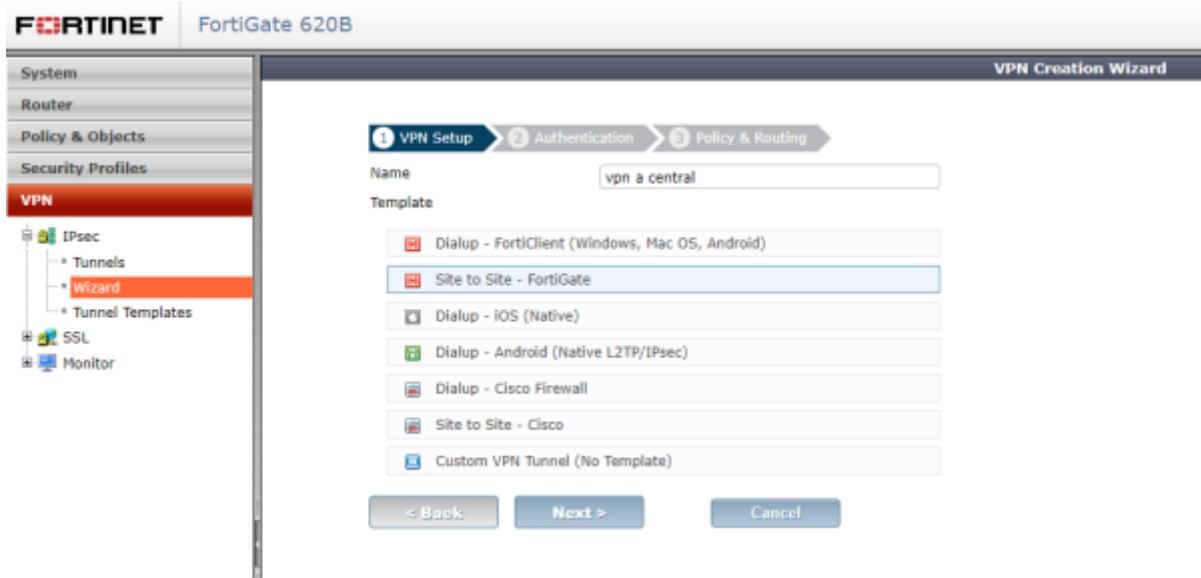 FORTINET FortiGate 620B
VPN Creation Wizard
System
Router
Policy & Objects
Security Profiles
VPN
IPsec
Tunnels
Wizard
Tunnel Templates
SSL
Monitor
1 VPN Setup 2 Authentication 3 Policy & Routing
Name vpn a central
Template
Dialup - FortiClient (Windows, Mac OS, Android)
Site to Site - FortiGate
Dialup - iOS (Native)
Dialup - Android (Native L2TP/IPsec)
Dialup - Cisco Firewall
Site to Site - Cisco
Custom VPN Tunnel (No Template)
< Back Next > Cancel